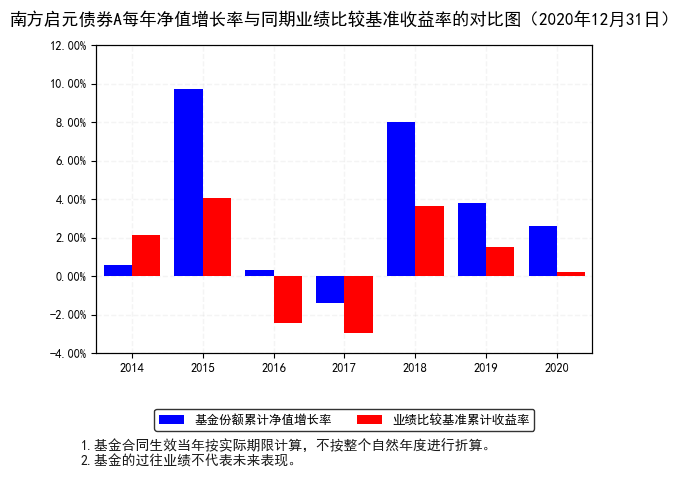 南方启元债券A每年净值增长率与同期业绩比较基准收益率的对比图（2020年12月31日）
12.00%
10.00%
8.00%
6.00%
4.00%
2.00%
0.00%
-2.00%
-4.00%
2014 2015 2016 2017 2018 2019 2020
基金份额累计净值增长率 业绩比较基准累计收益率
1.基金合同生效当年按实际期限计算，不按整个自然年度进行折算。
2.基金的过往业绩不代表未来表现。